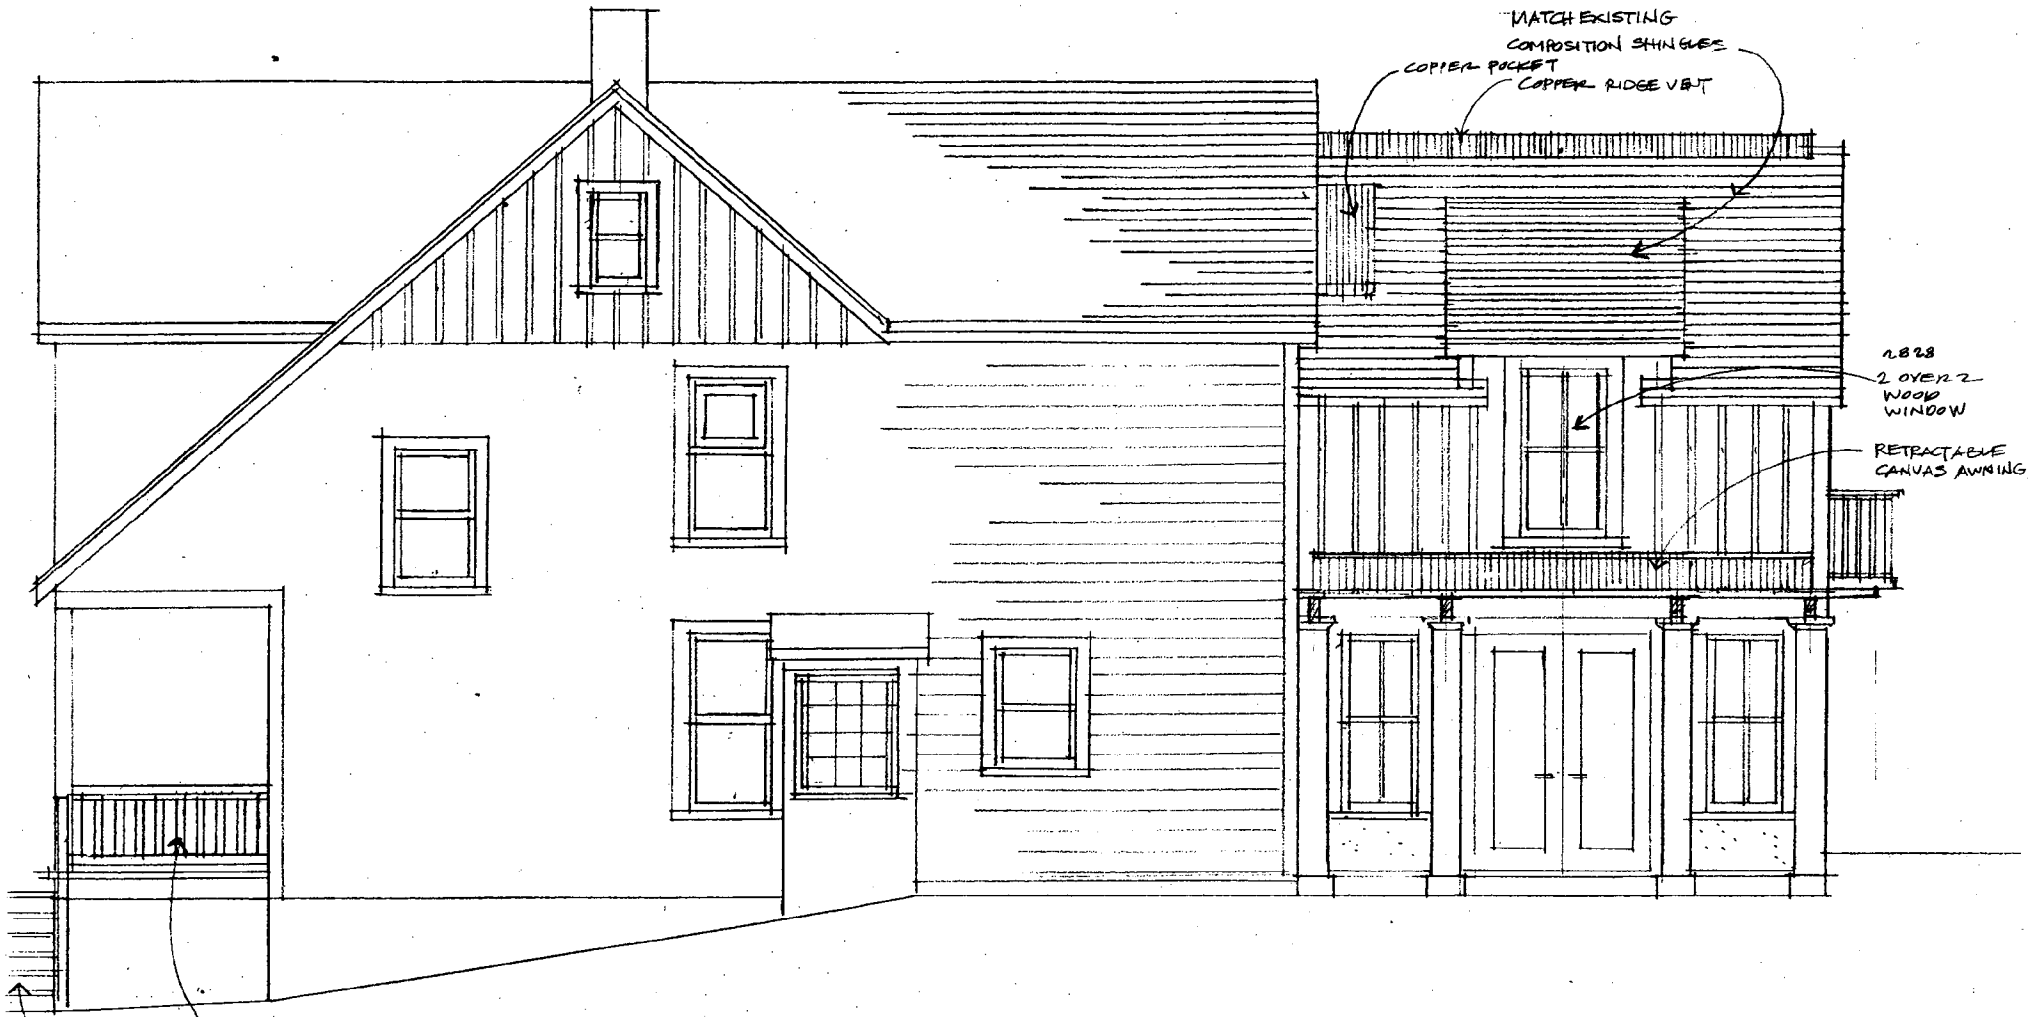 MATCH EXISTING
COMPOSITION SHINGLES
COPPER POCKET
COPPER RIDGE VENT
2828
2 OVER 2
WOOD
WINDOW
RETRACTABLE
CANVAS AWNING